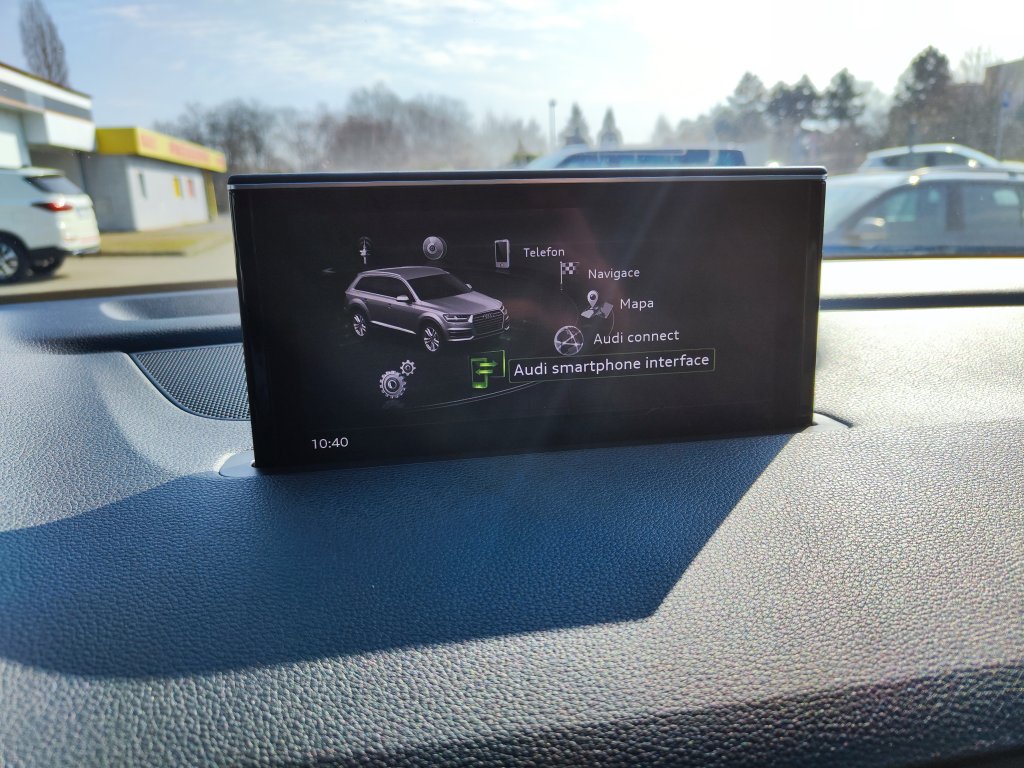 Telefon
Navigace
Mapa
Audi connect
Audi smartphone interface
10:40